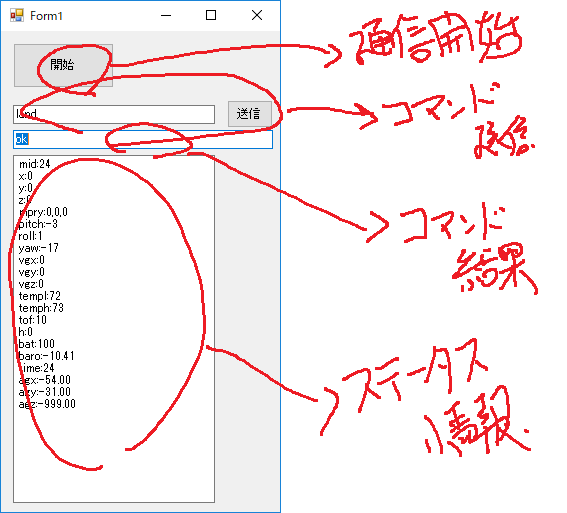 Form1
開始
通信開始
land
送信
コマンド
送信
ok
コマンド
結果
mid:24
x:0
y:0
z:0
mpry:0,0,0
pitch:-3
roll:1
yaw:-17
vgx:0
vgy:0
vgz:0
templ:72
temph:73
tof:10
h:0
bat:100
baro:-10.41
time:24
agx:-54.00
agy:-31.00
agz:-999.00
ステータス
情報